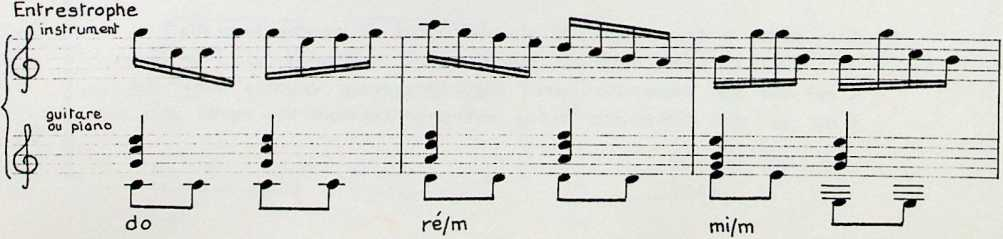 Entrestrophe
instrument
guitare
ou piano
do ré/m mi/m